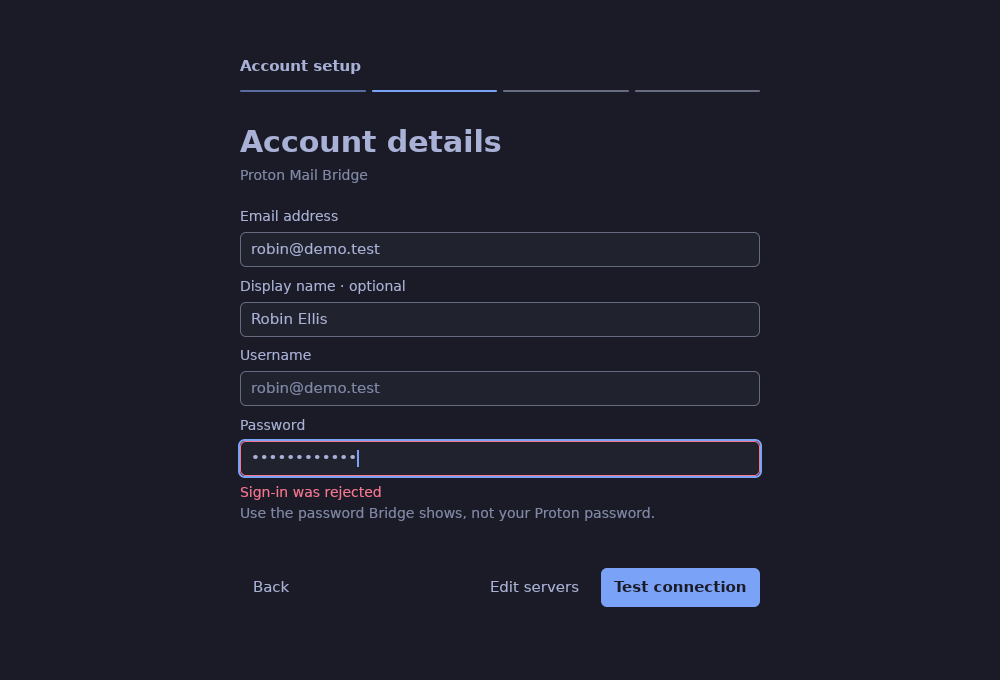 Account setup
Account details
Proton Mail Bridge
Email address
robin@demo.test
Display name · optional
Robin Ellis
Username
robin@demo.test
Password
••••••••••••
Sign-in was rejected
Use the password Bridge shows, not your Proton password.
Back
Edit servers
Test connection